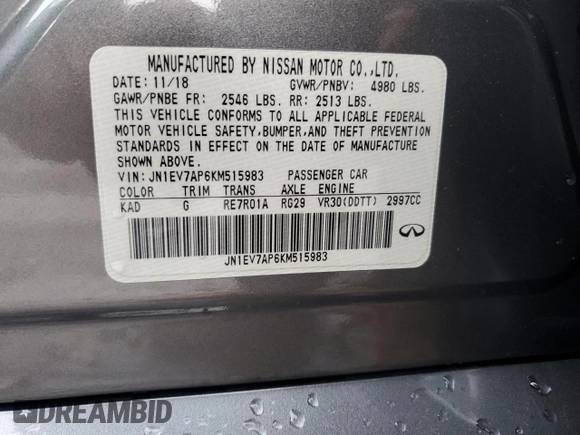 MANUFACTURED BY NISSAN MOTOR CO.,LTD.
DATE: 11/18 GVWR/PNBV: 4980 LBS.
GAWR/PNBE FR: 2546 LBS. RR: 2513 LBS.
THIS VEHICLE CONFORMS TO ALL APPLICABLE FEDERAL
MOTOR VEHICLE SAFETY,BUMPER,AND THEFT PREVENTION
STANDARDS IN EFFECT ON THE DATE OF MANUFACTURE
SHOWN ABOVE.
VIN: JN1EV7AP6KM515983 PASSENGER CAR
COLOR TRIM TRANS AXLE ENGINE
KAD G RE7R01A RG29 VR30(DDTT) 2997CC
JN1EV7AP6KM515983
DREAMBID